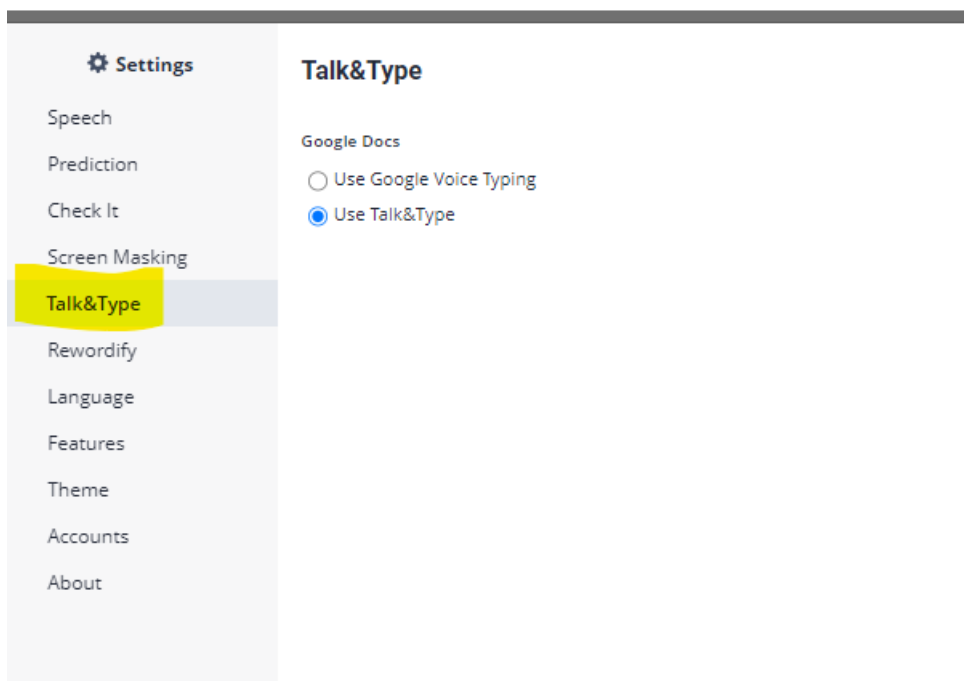 Settings
Speech
Prediction
Check It
Screen Masking
Talk&Type
Rewordify
Language
Features
Theme
Accounts
About
Talk&Type
Google Docs
Use Google Voice Typing
Use Talk&Type